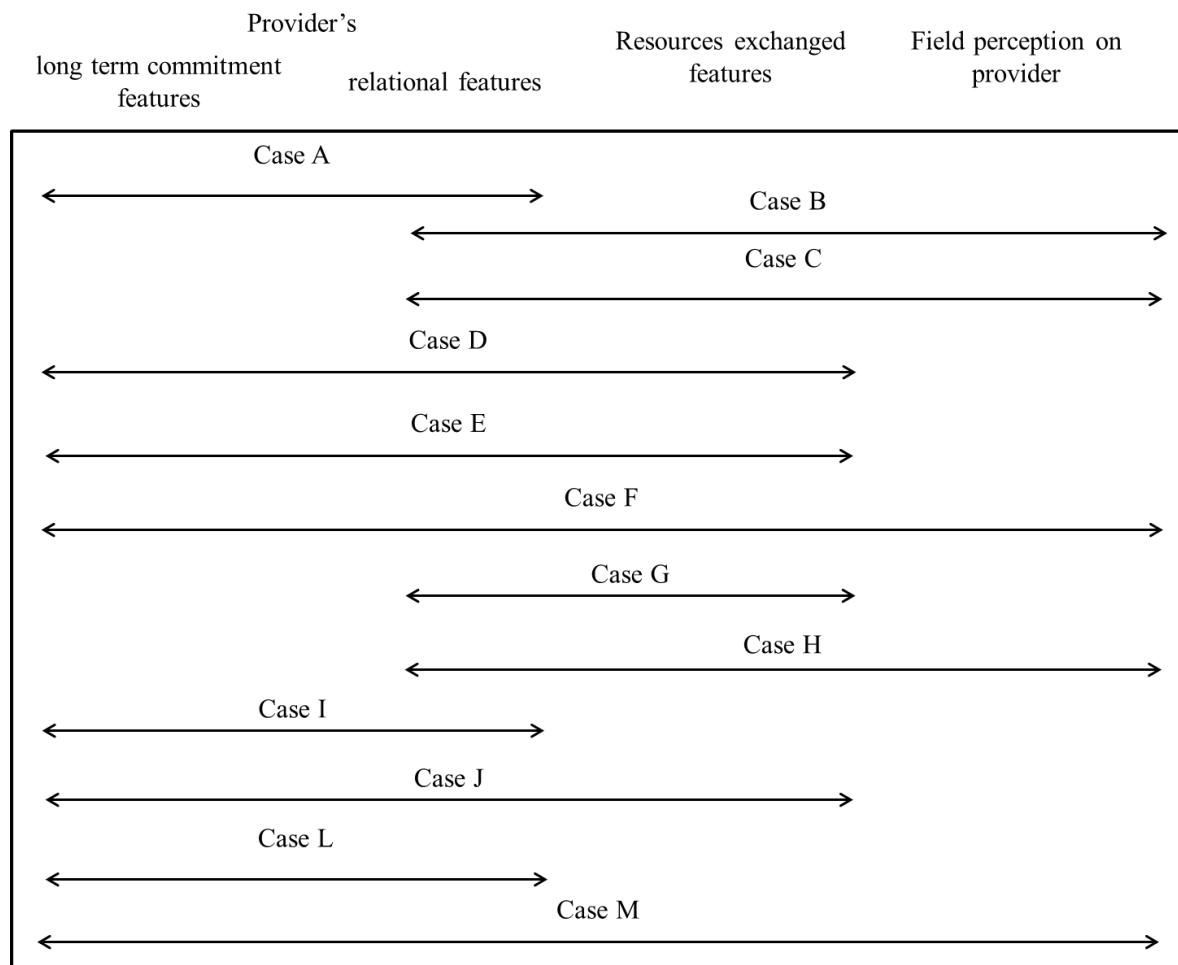 Provider's
long term commitment
features
relational features
Resources exchanged
features
Field perception on
provider
Case A
Case B
Case C
Case D
Case E
Case F
Case G
Case H
Case I
Case J
Case L
Case M